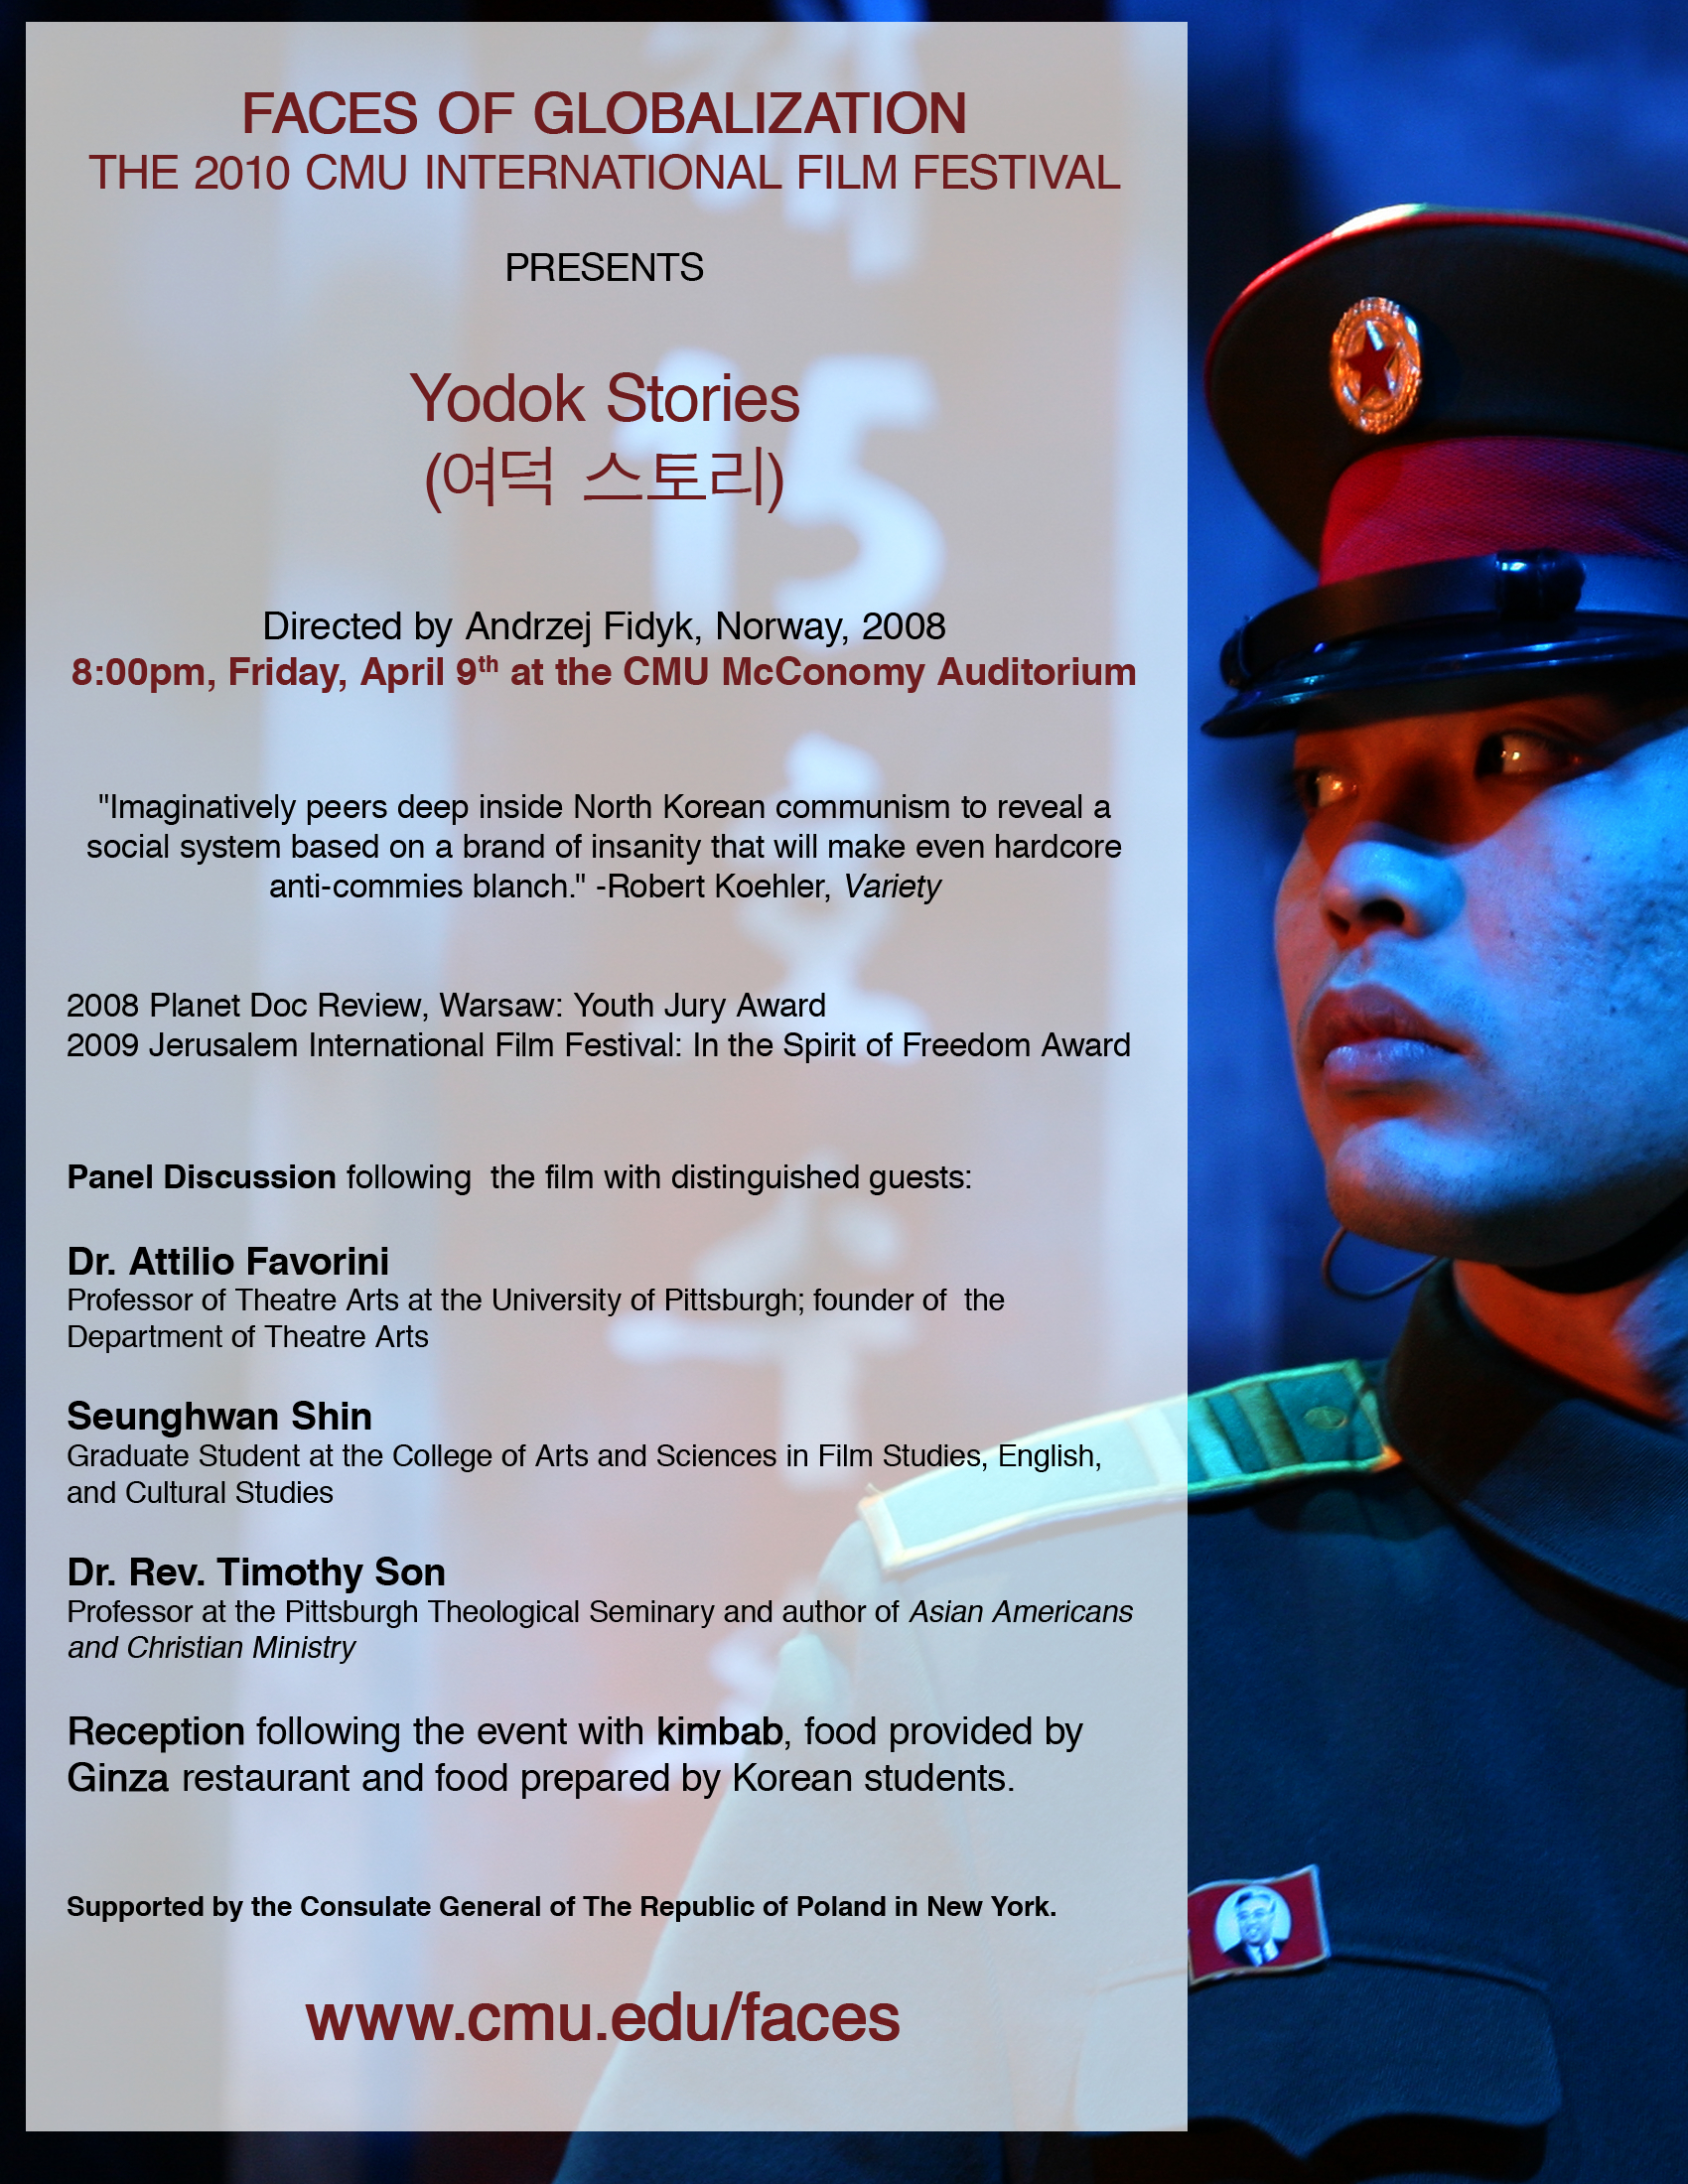 FACES OF GLOBALIZATION
THE 2010 CMU INTERNATIONAL FILM FESTIVAL
PRESENTS
Yodok Stories
(여덕 스토리)
Directed by Andrzej Fidyk, Norway, 2008
8:00pm, Friday, April 9th at the CMU McConomy Auditorium
"Imaginatively peers deep inside North Korean communism to reveal a
social system based on a brand of insanity that will make even hardcore
anti-commies blanch." -Robert Koehler, Variety
2008 Planet Doc Review, Warsaw: Youth Jury Award
2009 Jerusalem International Film Festival: In the Spirit of Freedom Award
Panel Discussion following  the film with distinguished guests:
Dr. Attilio Favorini
Professor of Theatre Arts at the University of Pittsburgh; founder of  the
Department of Theatre Arts
Seunghwan Shin
Graduate Student at the College of Arts and Sciences in Film Studies, English,
and Cultural Studies
Dr. Rev. Timothy Son
Professor at the Pittsburgh Theological Seminary and author of Asian Americans
and Christian Ministry
Reception following the event with kimbab, food provided by
Ginza restaurant and food prepared by Korean students.
Supported by the Consulate General of The Republic of Poland in New York.
www.cmu.edu/faces
15